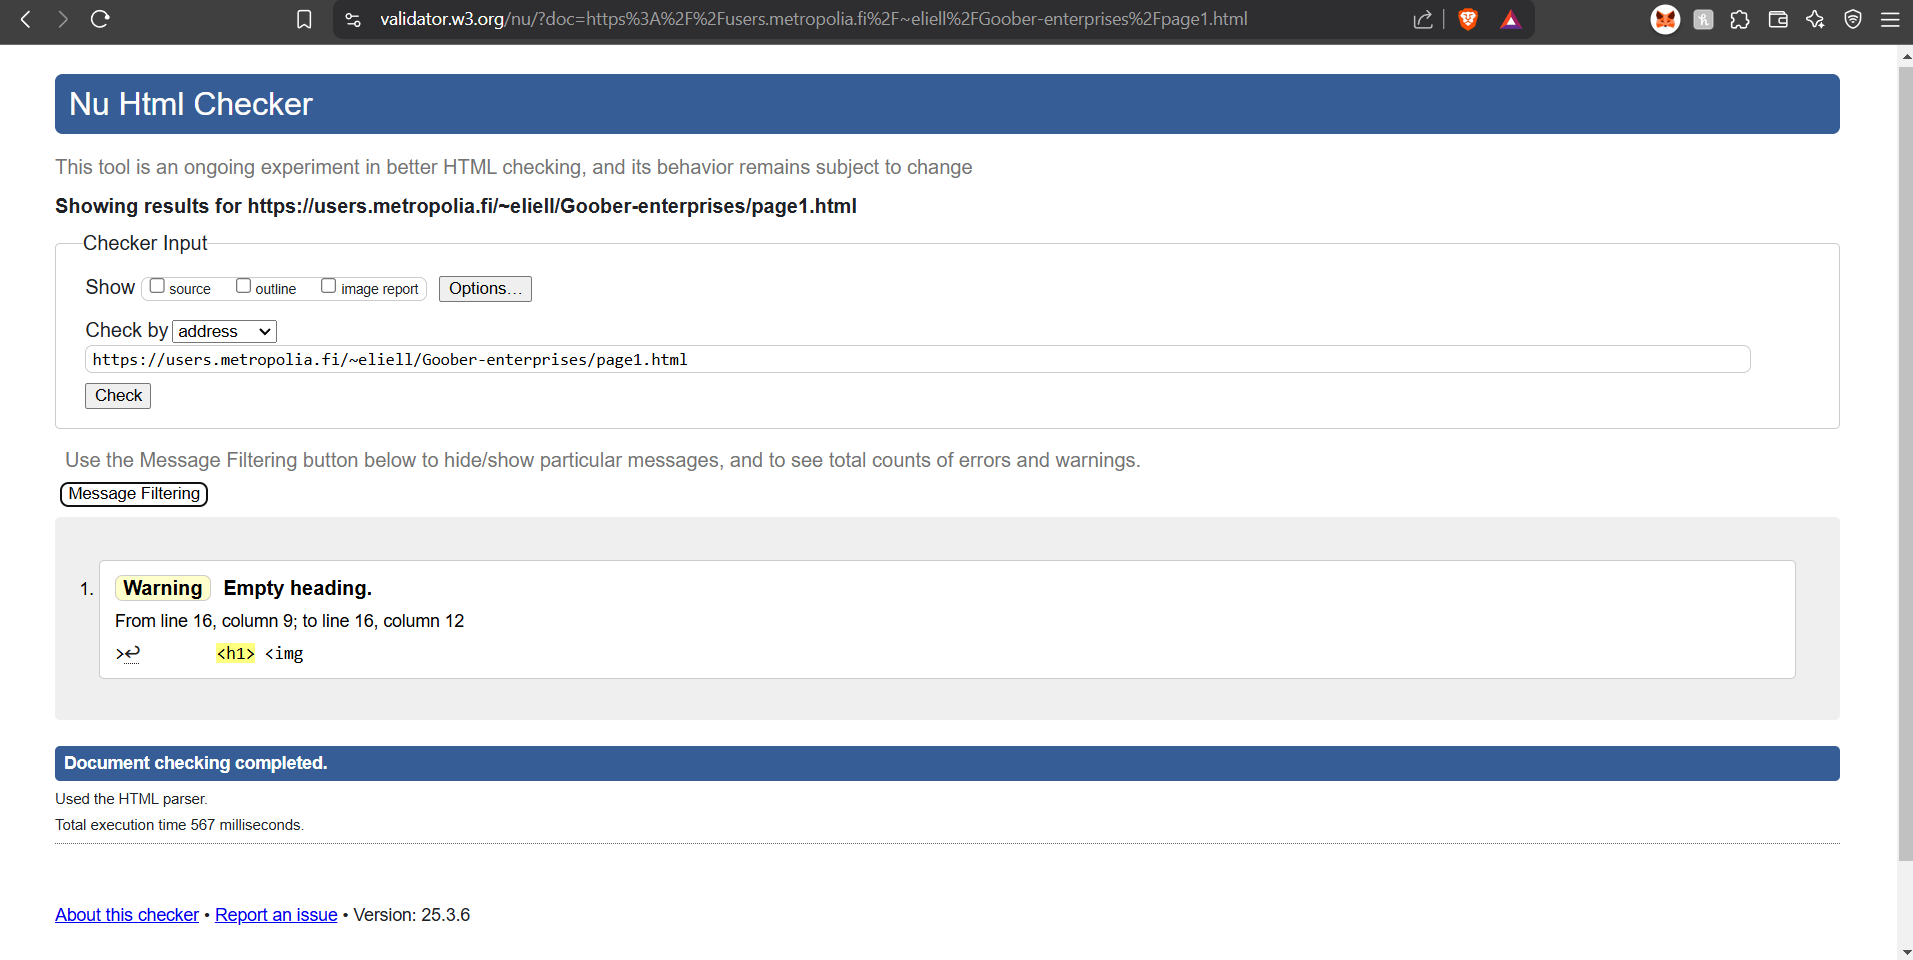 validator.w3.org/nu/?doc=https%3A%2F%2Fusers.metropolia.fi%2F~eliell%2FGoober-enterprises%2Fpage1.html
Nu Html Checker
This tool is an ongoing experiment in better HTML checking, and its behavior remains subject to change
Showing results for https://users.metropolia.fi/~eliell/Goober-enterprises/page1.html
Checker Input
Show source outline image report Options…
Check by address
https://users.metropolia.fi/~eliell/Goober-enterprises/page1.html
Check
Use the Message Filtering button below to hide/show particular messages, and to see total counts of errors and warnings.
Message Filtering
1. Warning Empty heading.
From line 16, column 9; to line 16, column 12
>↩ <h1> <img
Document checking completed.
Used the HTML parser.
Total execution time 567 milliseconds.
About this checker • Report an issue • Version: 25.3.6